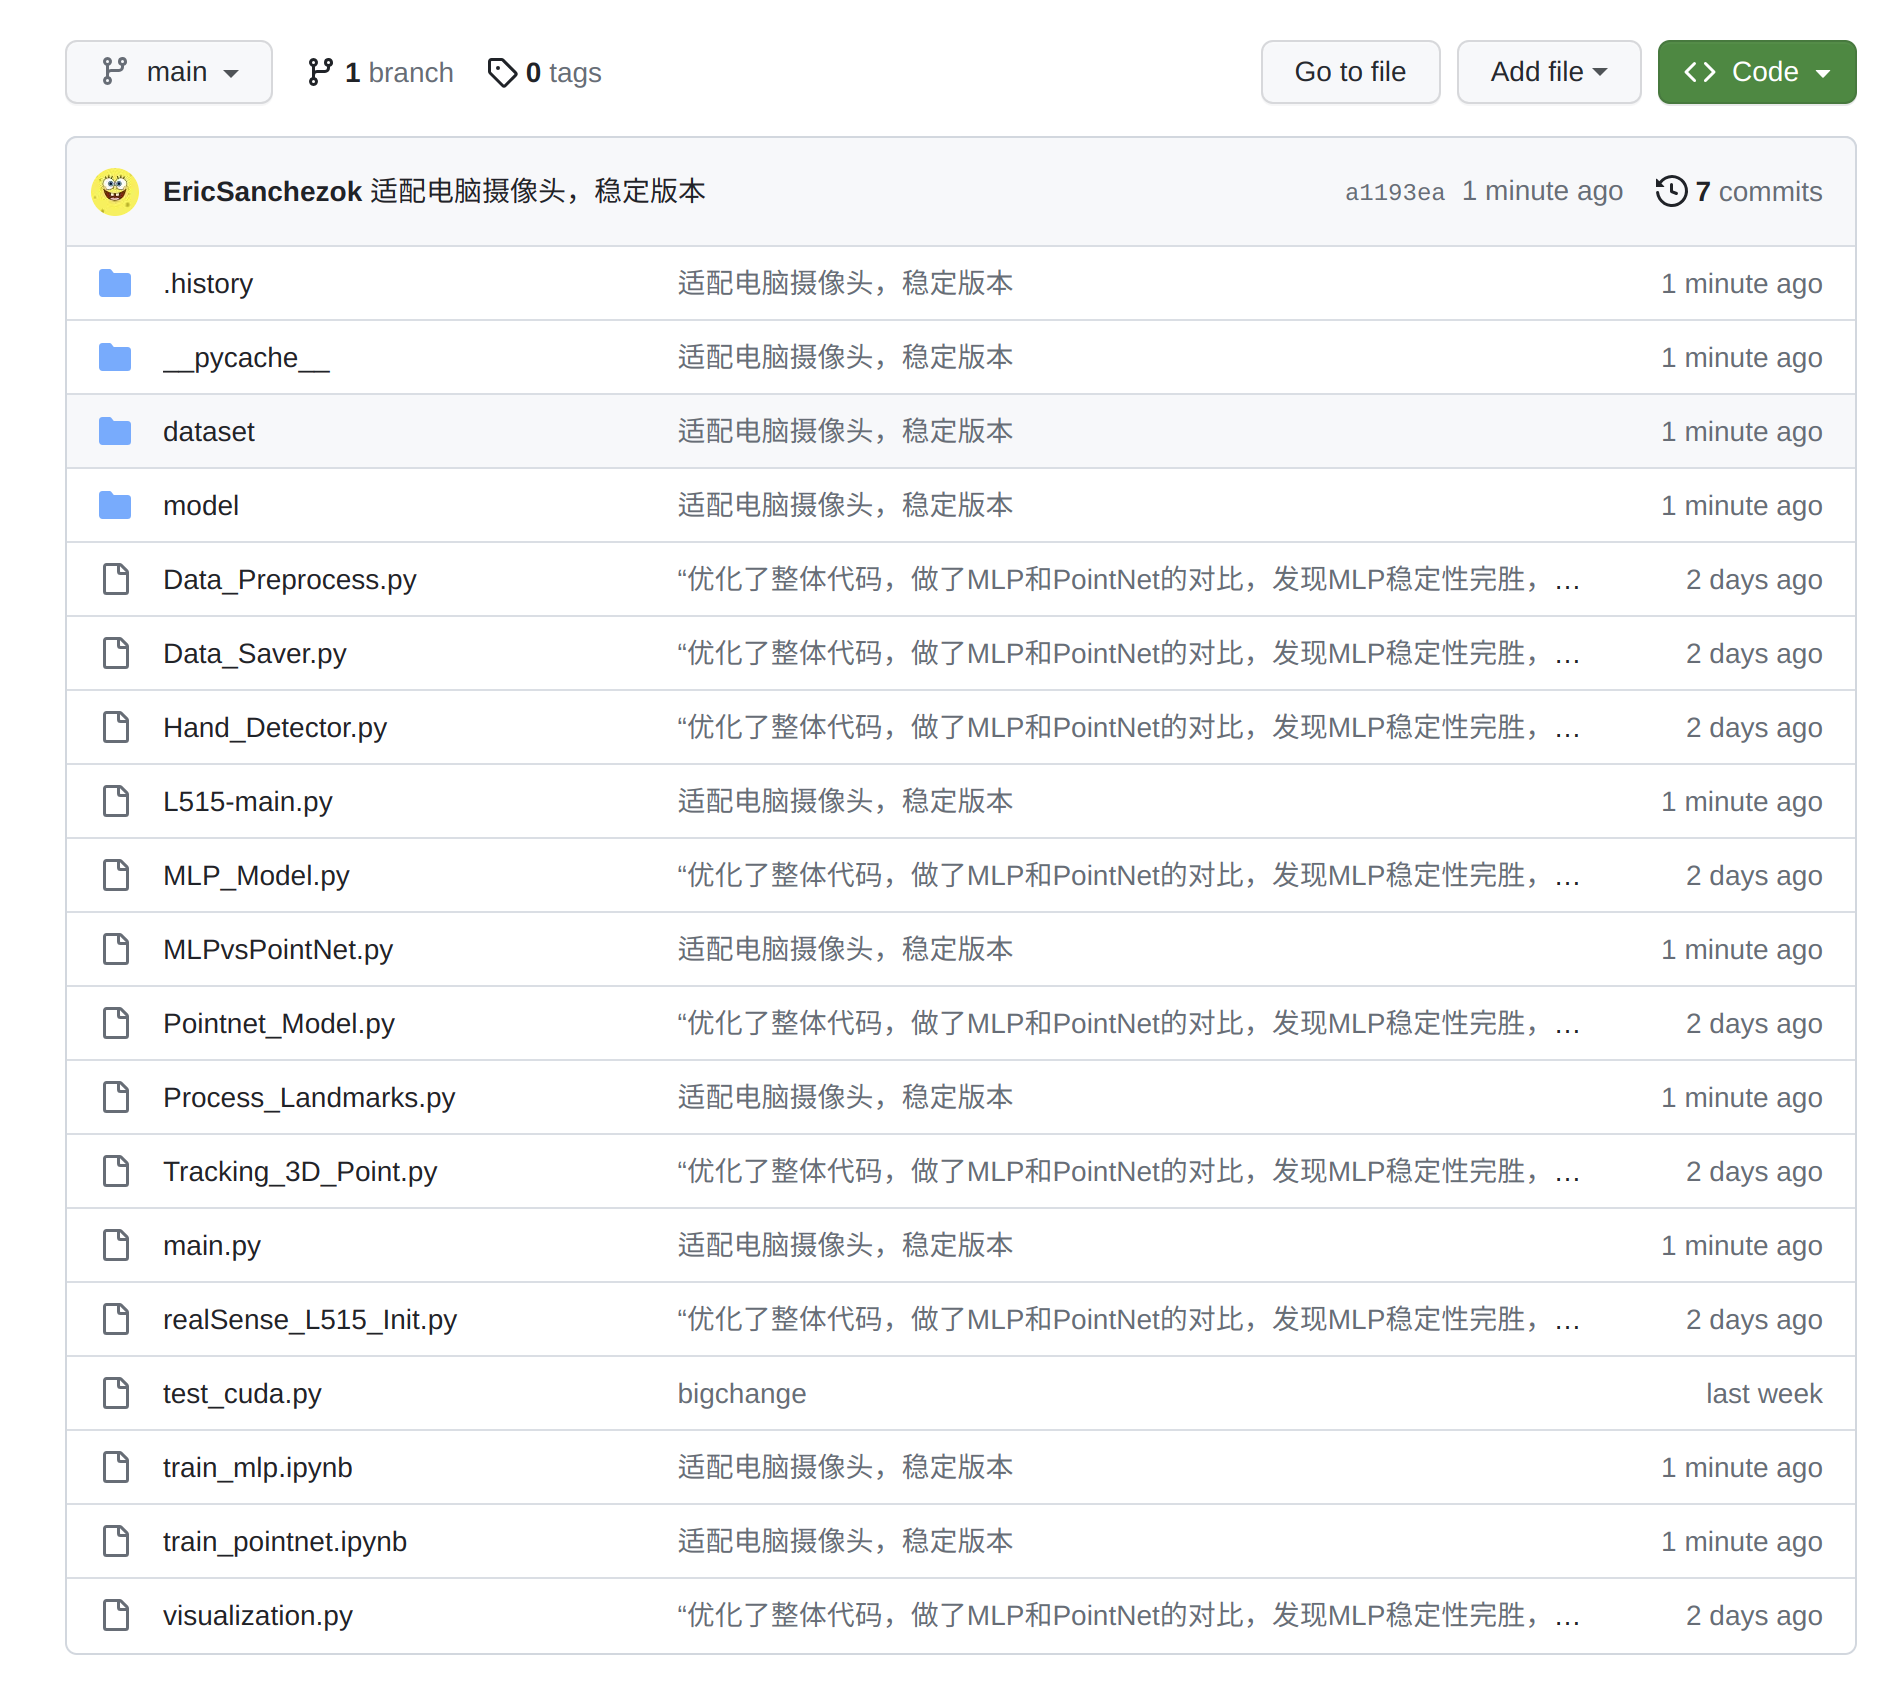 main 1 branch 0 tags Go to file Add file Code
EricSanchezok 适配电脑摄像头，稳定版本 a1193ea 1 minute ago 7 commits
.history 适配电脑摄像头，稳定版本 1 minute ago
__pycache__ 适配电脑摄像头，稳定版本 1 minute ago
dataset 适配电脑摄像头，稳定版本 1 minute ago
model 适配电脑摄像头，稳定版本 1 minute ago
Data_Preprocess.py “优化了整体代码，做了MLP和PointNet的对比，发现MLP稳定性完胜，… 2 days ago
Data_Saver.py “优化了整体代码，做了MLP和PointNet的对比，发现MLP稳定性完胜，… 2 days ago
Hand_Detector.py “优化了整体代码，做了MLP和PointNet的对比，发现MLP稳定性完胜，… 2 days ago
L515-main.py 适配电脑摄像头，稳定版本 1 minute ago
MLP_Model.py “优化了整体代码，做了MLP和PointNet的对比，发现MLP稳定性完胜，… 2 days ago
MLPvsPointNet.py 适配电脑摄像头，稳定版本 1 minute ago
Pointnet_Model.py “优化了整体代码，做了MLP和PointNet的对比，发现MLP稳定性完胜，… 2 days ago
Process_Landmarks.py 适配电脑摄像头，稳定版本 1 minute ago
Tracking_3D_Point.py “优化了整体代码，做了MLP和PointNet的对比，发现MLP稳定性完胜，… 2 days ago
main.py 适配电脑摄像头，稳定版本 1 minute ago
realSense_L515_Init.py “优化了整体代码，做了MLP和PointNet的对比，发现MLP稳定性完胜，… 2 days ago
test_cuda.py bigchange last week
train_mlp.ipynb 适配电脑摄像头，稳定版本 1 minute ago
train_pointnet.ipynb 适配电脑摄像头，稳定版本 1 minute ago
visualization.py “优化了整体代码，做了MLP和PointNet的对比，发现MLP稳定性完胜，… 2 days ago